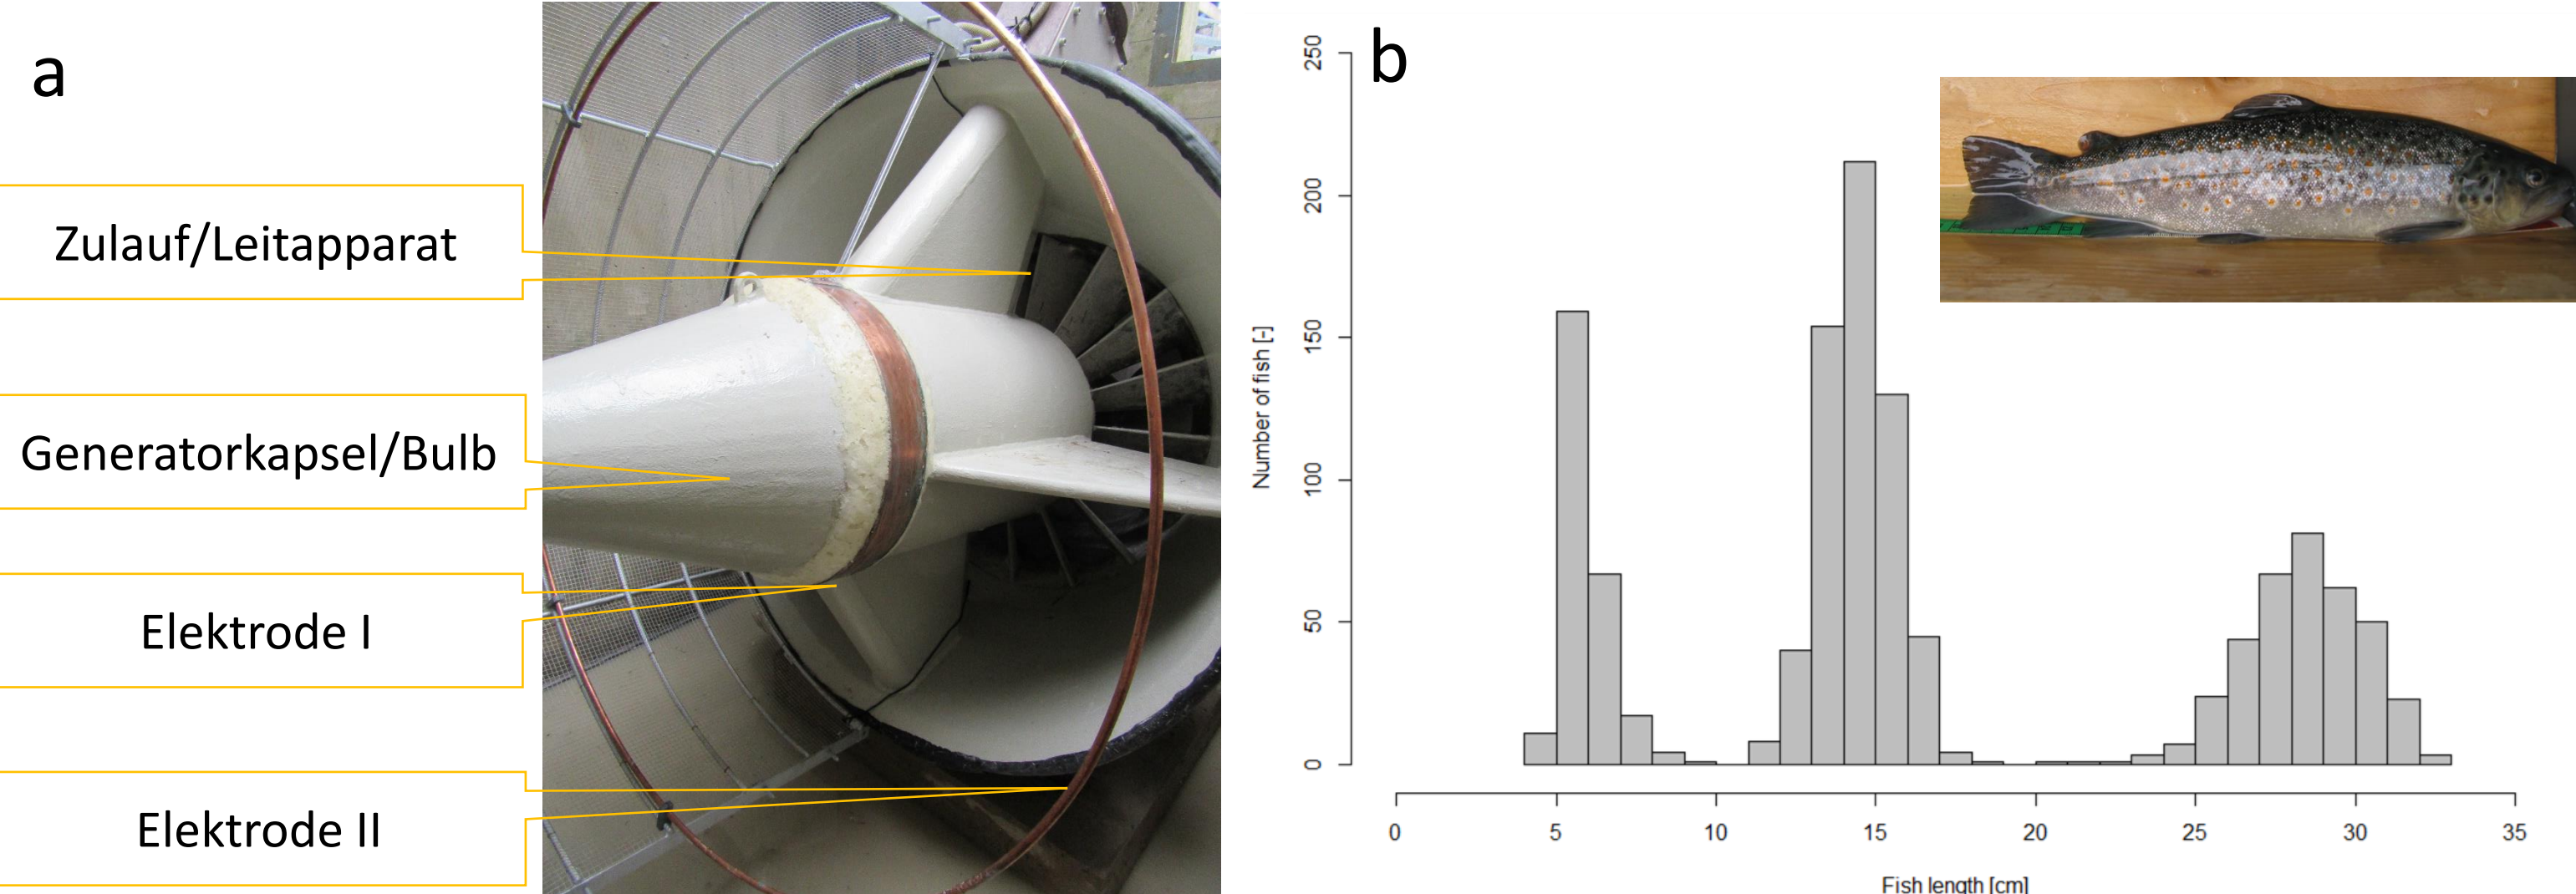 a
Zulauf/Leitapparat
Generatorkapsel/Bulb
Elektrode I
Elektrode II
b
Number of fish [-]
250
200
150
100
50
0
0 5 10 15 20 25 30 35
Fish length [cm]